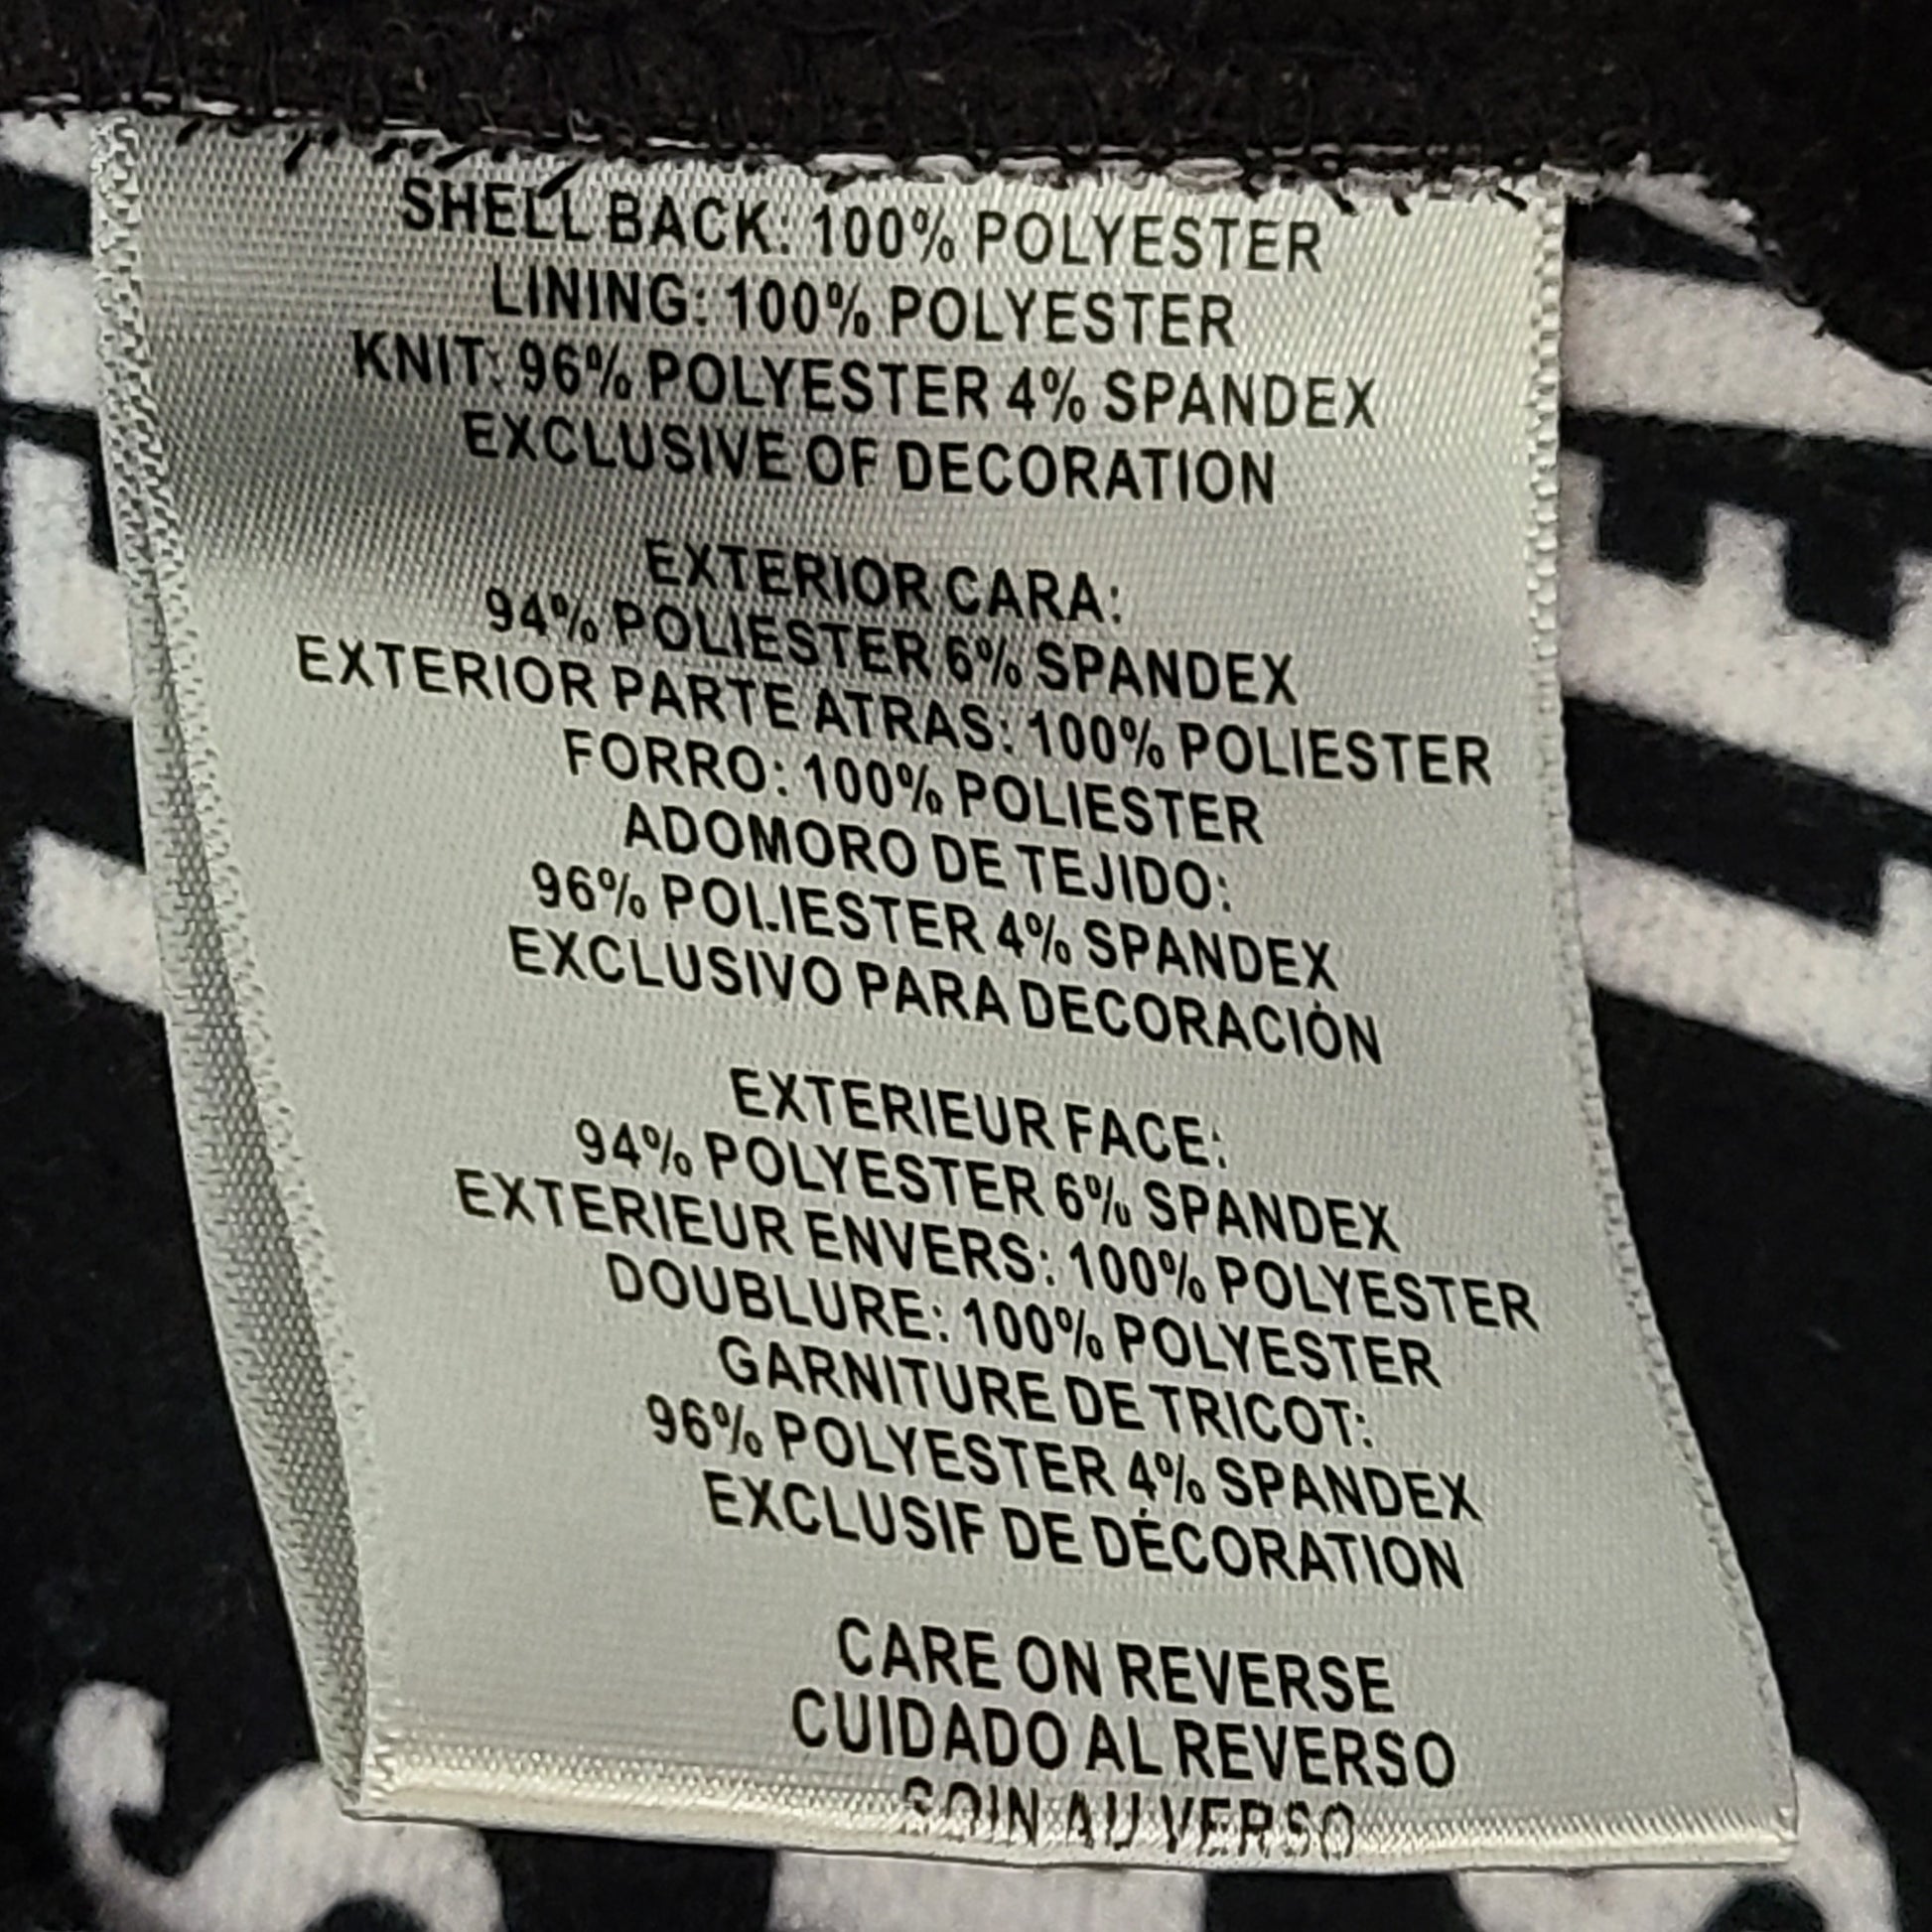 SHELL BACK: 100% POLYESTER
LINING: 100% POLYESTER
KNIT: 96% POLYESTER 4% SPANDEX
EXCLUSIVE OF DECORATION
EXTERIOR CARA:
94% POLIESTER 6% SPANDEX
EXTERIOR PARTE ATRAS: 100% POLIESTER
FORRO: 100% POLIESTER
ADOMORO DE TEJIDO:
96% POLIESTER 4% SPANDEX
EXCLUSIVO PARA DECORACIÓN
EXTERIEUR FACE:
94% POLYESTER 6% SPANDEX
EXTERIEUR ENVERS: 100% POLYESTER
DOUBLURE: 100% POLYESTER
GARNITURE DE TRICOT:
96% POLYESTER 4% SPANDEX
EXCLUSIF DE DÉCORATION
CARE ON REVERSE
CUIDADO AL REVERSO
SOIN AU VERSO